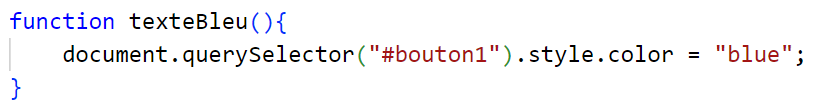 function texteBleu(){
    document.querySelector("#bouton1").style.color = "blue";
}